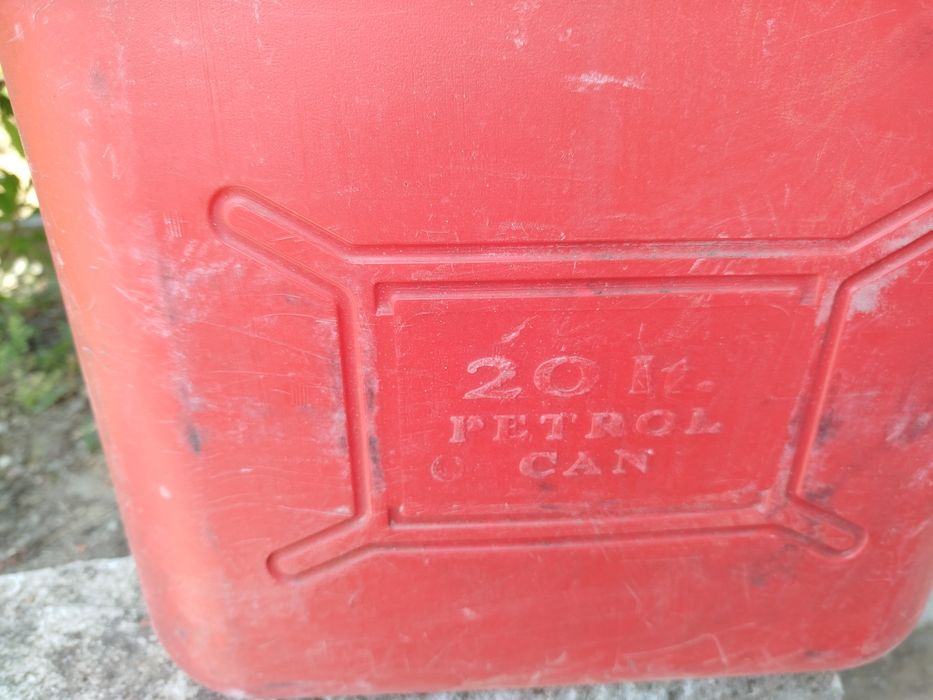 20 lt.
PETROL
CAN